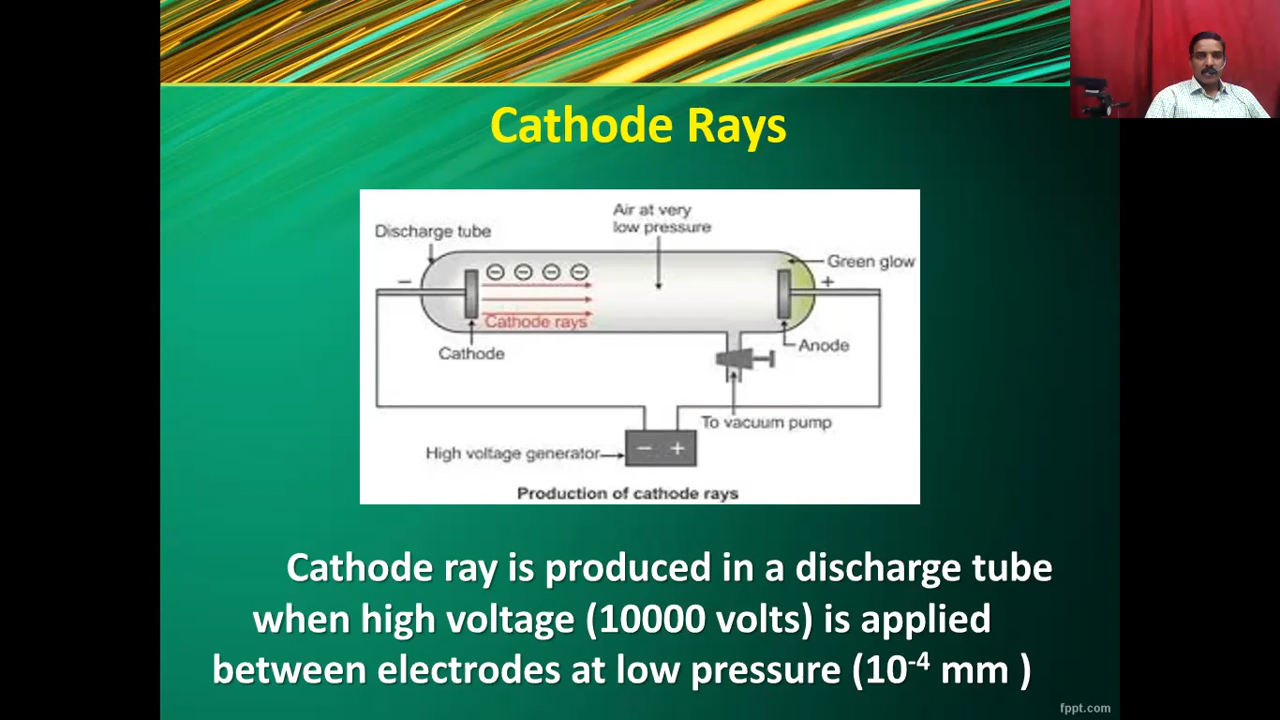 Cathode Rays
Air at very
low pressure
Discharge tube
Green glow
− − − −
− +
Cathode rays
Cathode
Anode
To vacuum pump
High voltage generator
− +
Production of cathode rays
Cathode ray is produced in a discharge tube
when high voltage (10000 volts) is applied
between electrodes at low pressure (10⁻⁴ mm )
fppt.com